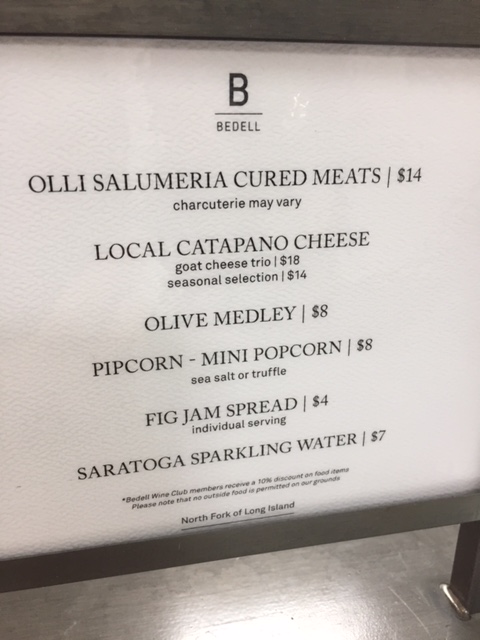 B
BEDELL
OLLI SALUMERIA CURED MEATS | $14
charcuterie may vary
LOCAL CATAPANO CHEESE
goat cheese trio | $18
seasonal selection | $14
OLIVE MEDLEY | $8
PIPCORN - MINI POPCORN | $8
sea salt or truffle
FIG JAM SPREAD | $4
individual serving
SARATOGA SPARKLING WATER | $7
*Bedell Wine Club members receive a 10% discount on food items
Please note that no outside food is permitted on our grounds
North Fork of Long Island